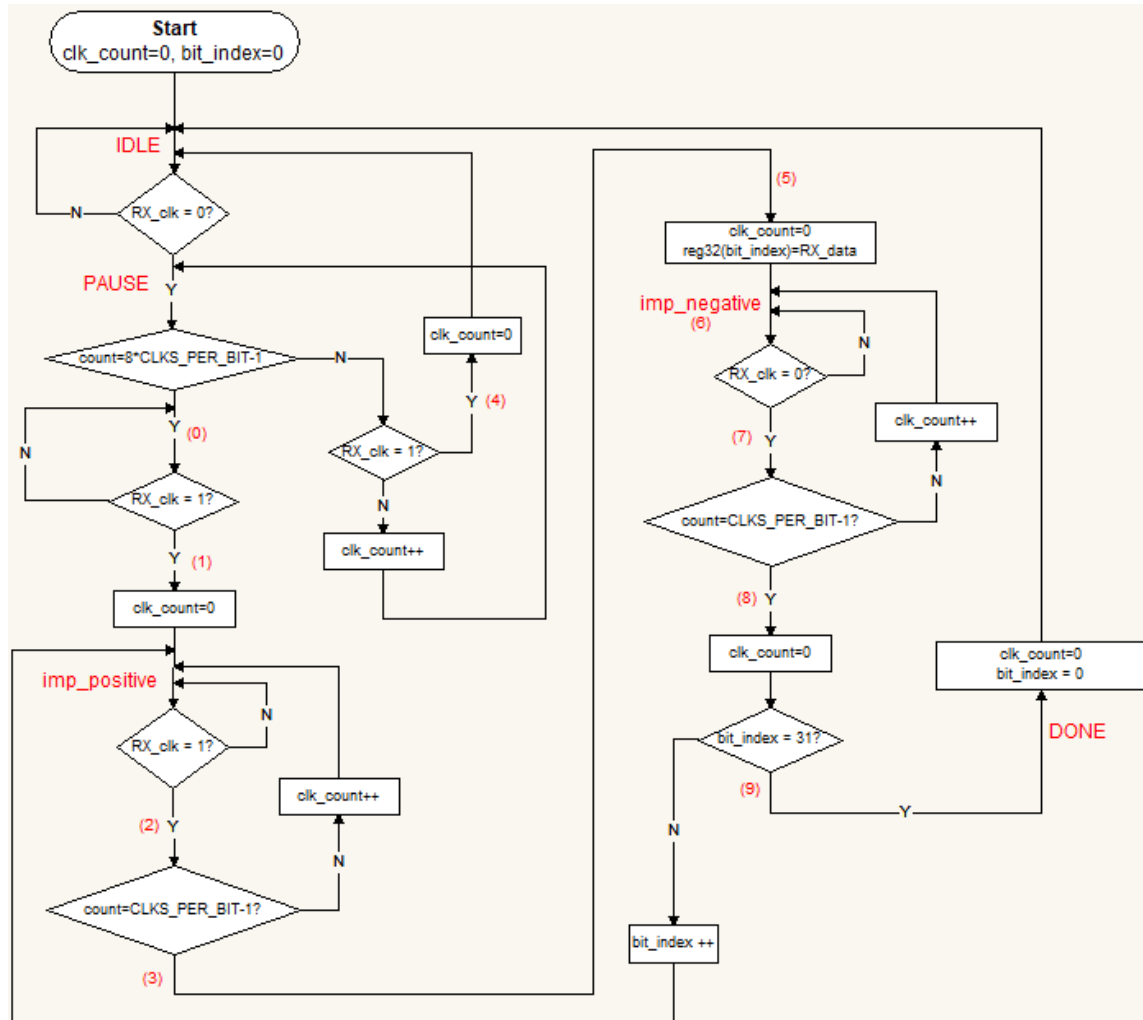 Start
clk_count=0, bit_index=0
IDLE
RX_clk = 0?
N
PAUSE
Y
count=8*CLKS_PER_BIT-1
N
clk_count=0
Y
(4)
Y
(0)
N
RX_clk = 1?
RX_clk = 1?
N
Y
(1)
clk_count++
clk_count=0
imp_positive
N
RX_clk = 1?
clk_count++
(2)
Y
N
count=CLKS_PER_BIT-1?
(3)
(5)
clk_count=0
reg32(bit_index)=RX_data
imp_negative
(6)
N
RX_clk = 0?
clk_count++
(7)
Y
N
count=CLKS_PER_BIT-1?
(8)
Y
clk_count=0
clk_count=0
bit_index = 0
bit_index = 31?
DONE
(9)
Y
N
bit_index ++